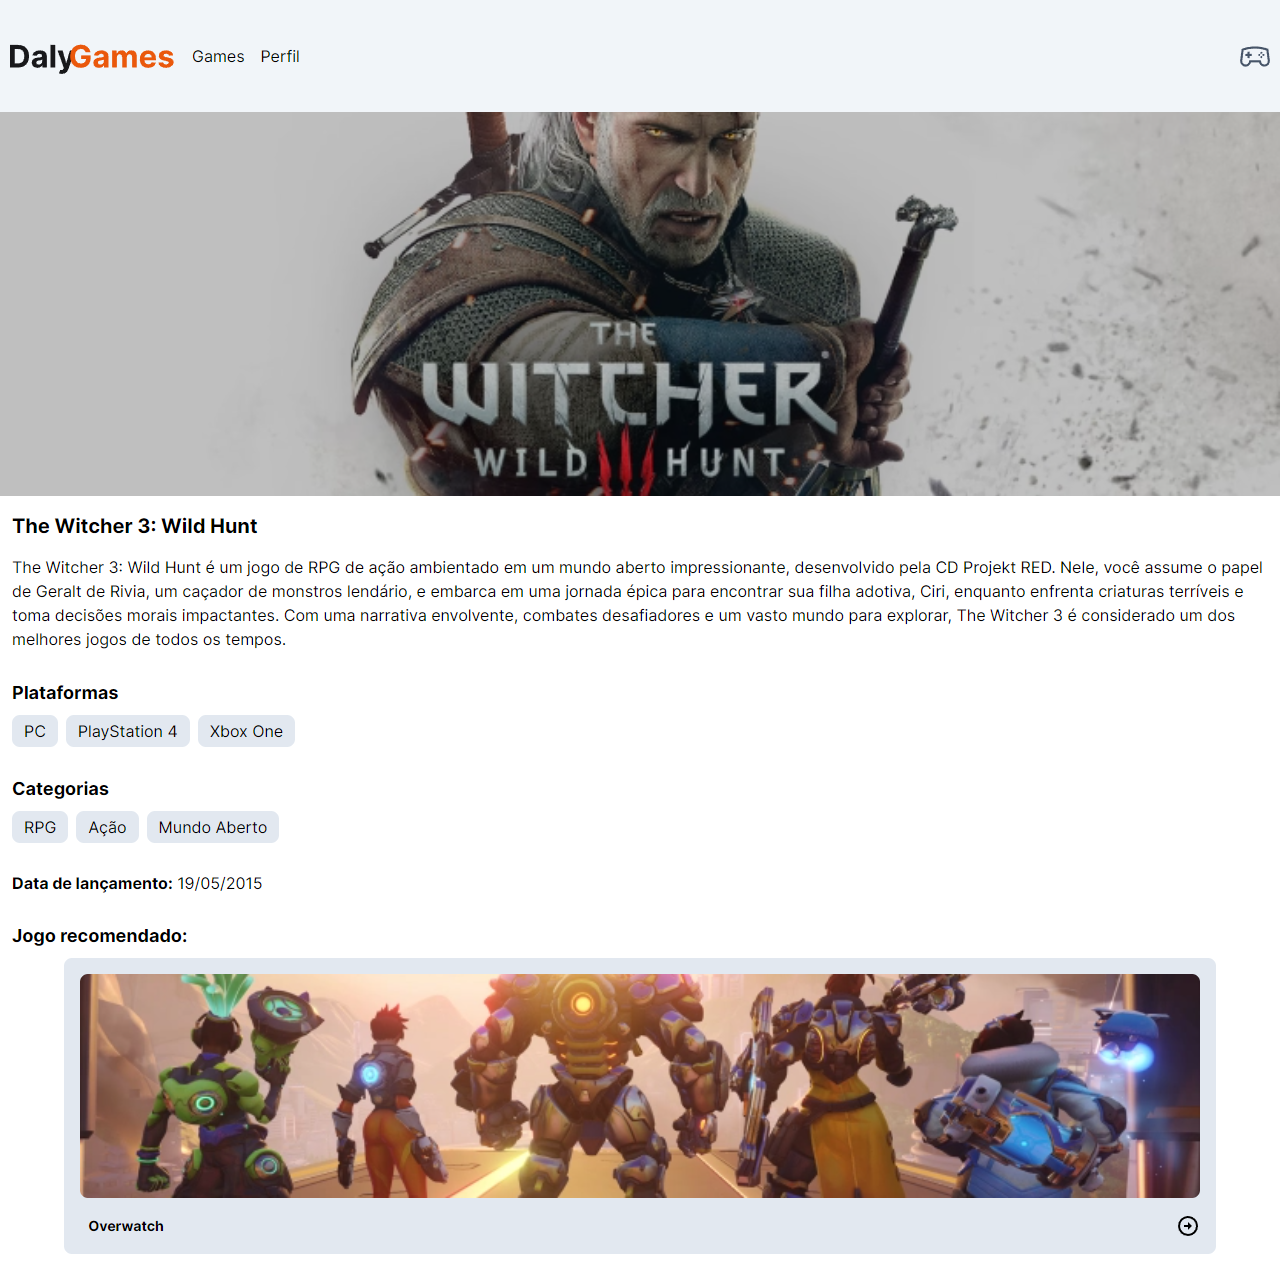 DalyGames Games Perfil
THE
WITCHER
WILD HUNT
The Witcher 3: Wild Hunt
The Witcher 3: Wild Hunt é um jogo de RPG de ação ambientado em um mundo aberto impressionante, desenvolvido pela CD Projekt RED. Nele, você assume o papel
de Geralt de Rivia, um caçador de monstros lendário, e embarca em uma jornada épica para encontrar sua filha adotiva, Ciri, enquanto enfrenta criaturas terríveis e
toma decisões morais impactantes. Com uma narrativa envolvente, combates desafiadores e um vasto mundo para explorar, The Witcher 3 é considerado um dos
melhores jogos de todos os tempos.
Plataformas
PC PlayStation 4 Xbox One
Categorias
RPG Ação Mundo Aberto
Data de lançamento: 19/05/2015
Jogo recomendado:
Overwatch